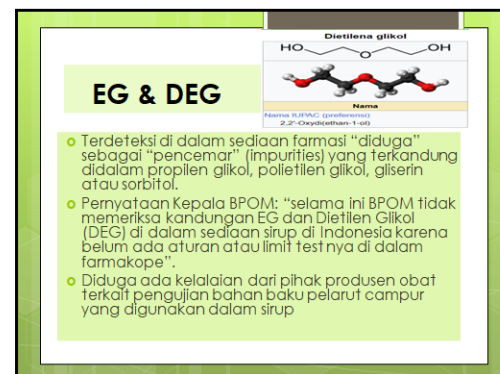 Dietilena glikol
HO
O
OH
Nama
Nama IUPAC (preferensi)
2,2'-Oxydi(ethan-1-ol)
EG & DEG
Terdeteksi di dalam sediaan farmasi “diduga”
sebagai “pencemar” (impurities) yang terkandung
didalam propilen glikol, polietilen glikol, gliserin
atau sorbitol.
Pernyataan Kepala BPOM: “selama ini BPOM tidak
memeriksa kandungan EG dan Dietilen Glikol
(DEG) di dalam sediaan sirup di Indonesia karena
belum ada aturan atau limit test nya di dalam
farmakope”.
Diduga ada kelalaian dari pihak produsen obat
terkait pengujian bahan baku pelarut campur
yang digunakan dalam sirup